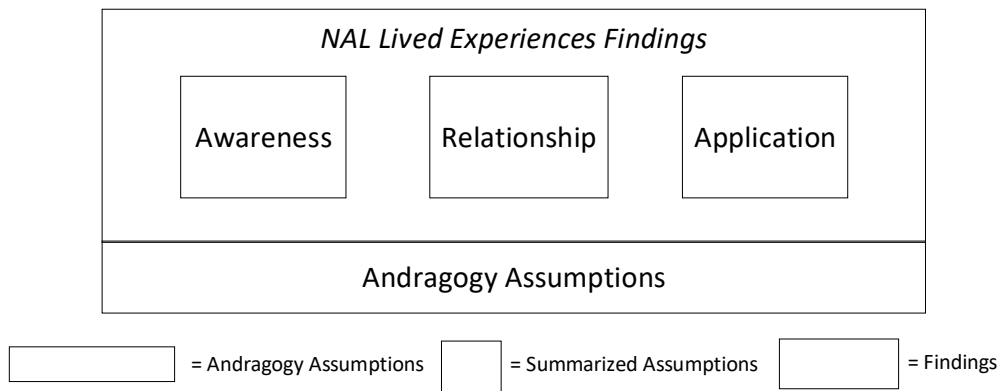 NAL Lived Experiences Findings
Awareness Relationship Application
Andragogy Assumptions
= Andragogy Assumptions = Summarized Assumptions = Findings